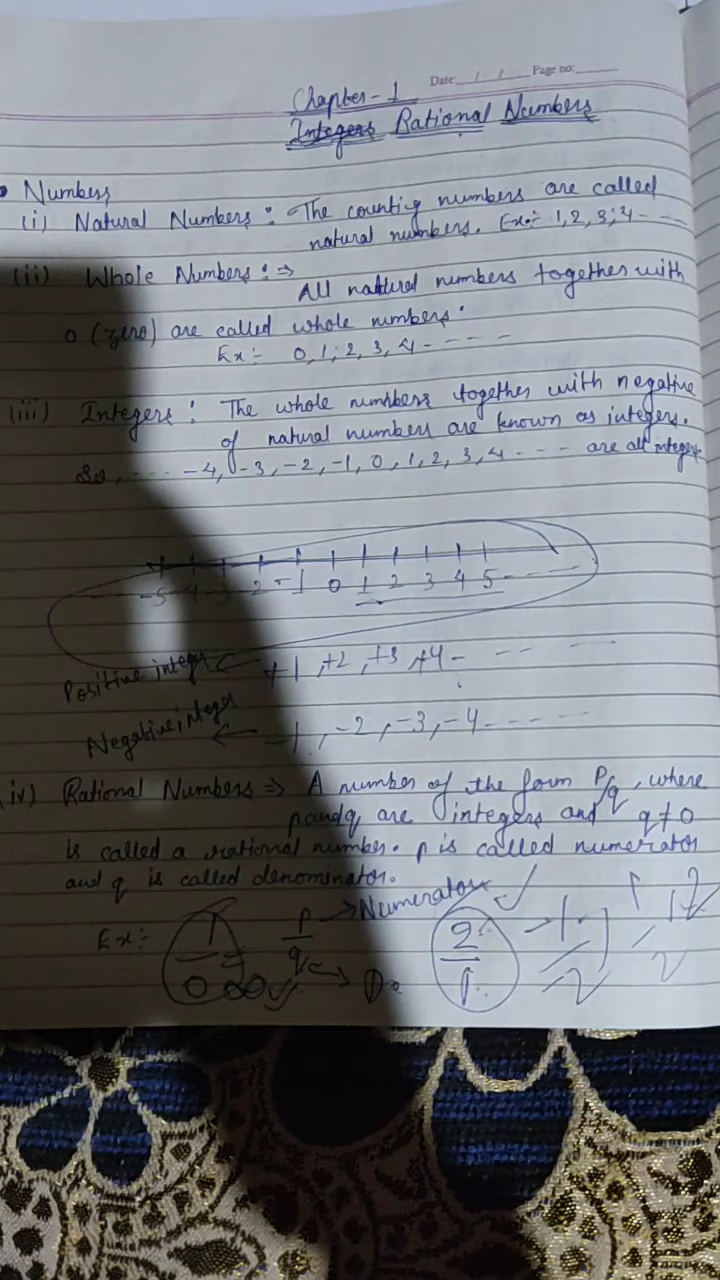 Date: / / Page no:
Chapter - 1
Integers Rational Numbers
• Numbers
(i) Natural Numbers : The counting numbers are called
natural numbers. Ex:- 1, 2, 3, 4 - - - -
(ii) Whole Numbers : ⇒
All natural numbers together with
0 (zero) are called whole numbers.
Ex :- 0, 1, 2, 3, 4 - - - - -
(iii) Integers : The whole numbers together with negative
of natural numbers are known as integers.
So, - - - - -4, -3, -2, -1, 0, 1, 2, 3, 4 - - - - are all integers.
-5 -4 -3 -2 -1 0 1 2 3 4 5 - - - - -
Positive integer ← +1, +2, +3, +4 - - - - -
Negative integer ← -1, -2, -3, -4 - - - - -
iv) Rational Numbers ⇒ A number of the form P/q, where
p and q are integers and q ≠ 0
is called a rational number. p is called numerator
and q is called denominator.
Ex :- 1/0 = ∞ ✓ p/q → Numerator
→ D. 2/1 ✓